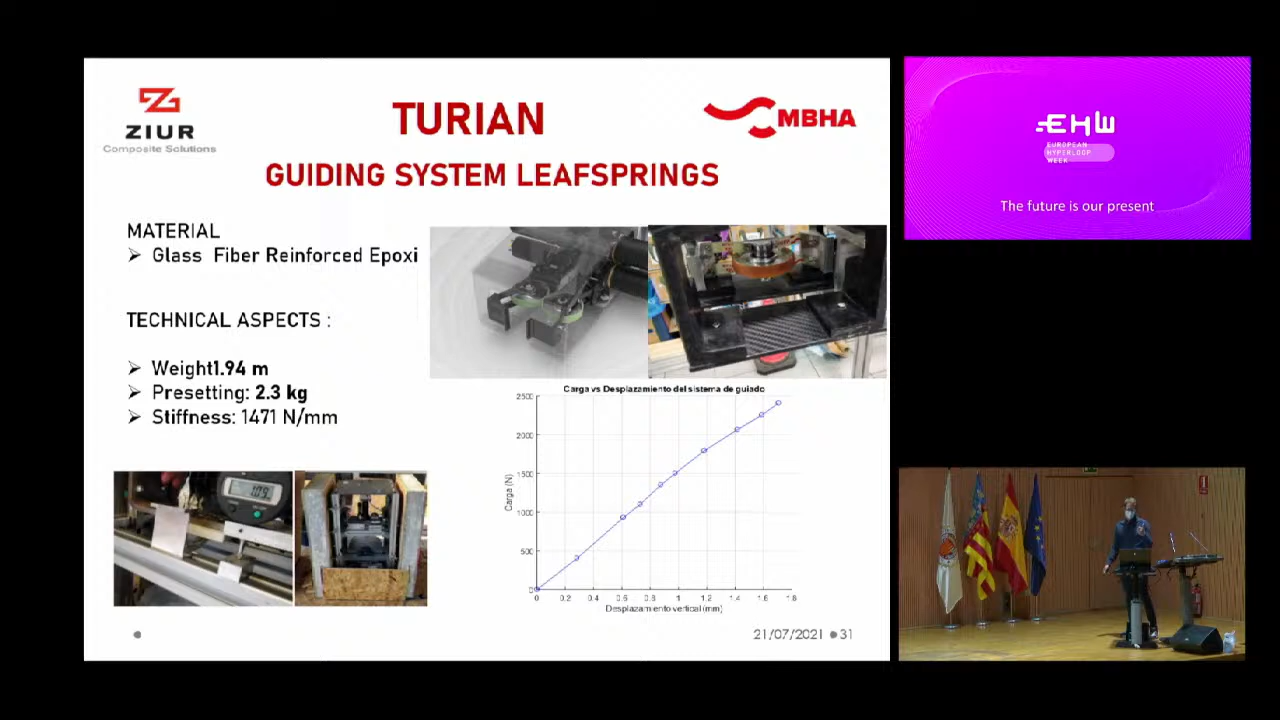 ZIUR
Composite Solutions
TURIAN
MBHA
GUIDING SYSTEM LEAFSPRINGS
MATERIAL
➢ Glass Fiber Reinforced Epoxi
TECHNICAL ASPECTS :
➢ Weight1.94 m
➢ Presetting: 2.3 kg
➢ Stiffness: 1471 N/mm
Carga vs Desplazamiento del sistema de guiado
Carga (N)
2500
2000
1500
1000
500
0
0 0.2 0.4 0.6 0.8 1 1.2 1.4 1.6 1.8
Desplazamiento vertical (mm)
21/07/2021 31
EHW
EUROPEAN
HYPERLOOP
WEEK
The future is our present